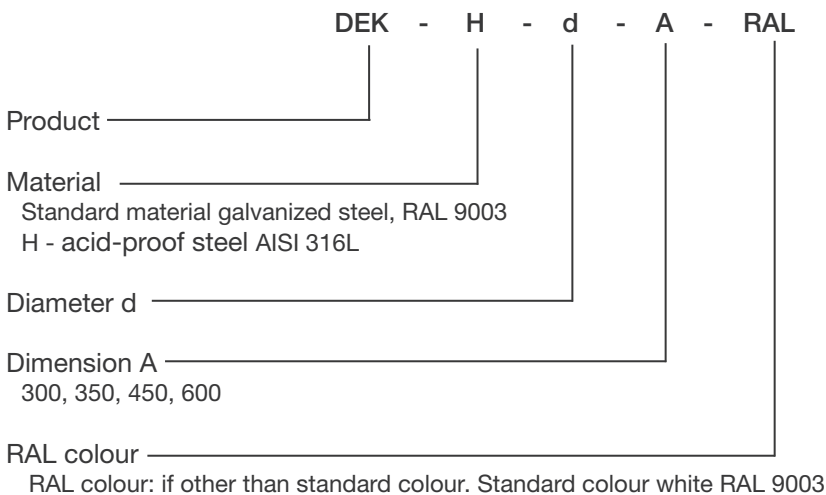 DEK - H - d - A - RAL
Product
Material
Standard material galvanized steel, RAL 9003
H - acid-proof steel AISI 316L
Diameter d
Dimension A
300, 350, 450, 600
RAL colour
RAL colour: if other than standard colour. Standard colour white RAL 9003